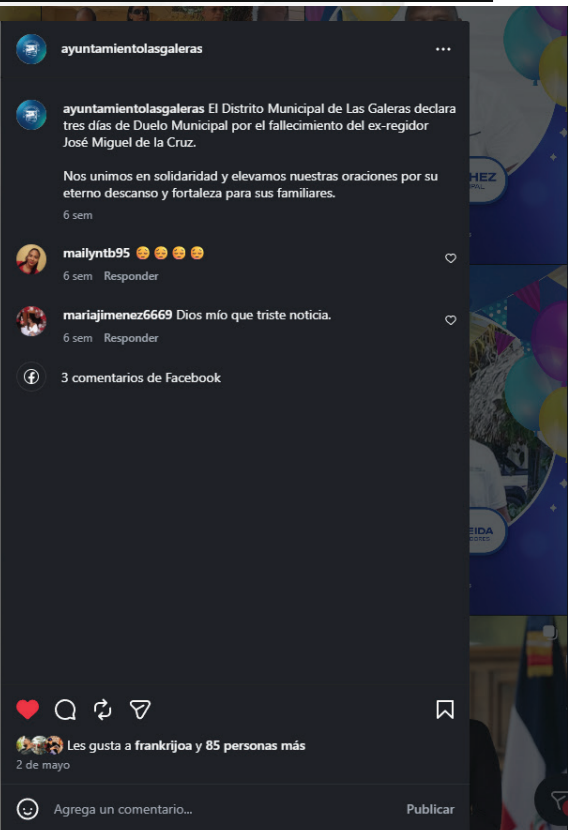 ayuntamientolasgaleras
ayuntamientolasgaleras El Distrito Municipal de Las Galeras declara
tres días de Duelo Municipal por el fallecimiento del ex-regidor
José Miguel de la Cruz.
Nos unimos en solidaridad y elevamos nuestras oraciones por su
eterno descanso y fortaleza para sus familiares.
6 sem
mailyntb95 🥵🥵🥵🥵
6 sem Responder
mariajimenez6669 Dios mío que triste noticia.
6 sem Responder
3 comentarios de Facebook
Les gusta a frankrijoa y 85 personas más
2 de mayo
Agrega un comentario...
Publicar